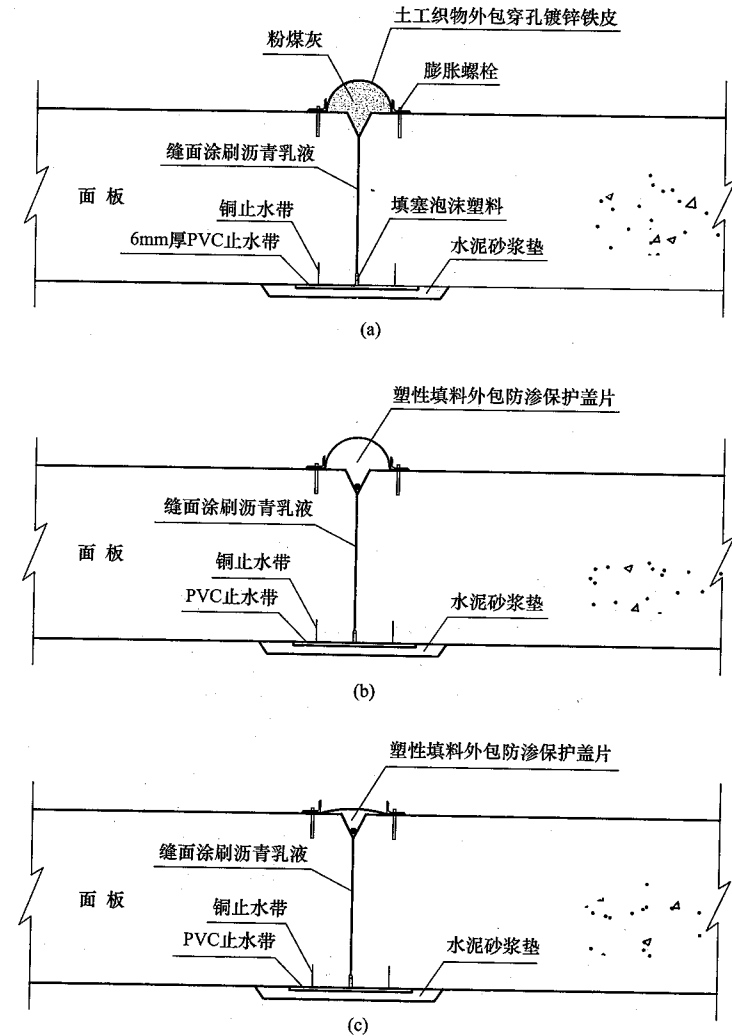 土工织物外包穿孔镀锌铁皮
粉煤灰
膨胀螺栓
缝面涂刷沥青乳液
面 板
铜止水带
填塞泡沫塑料
6mm厚PVC止水带
水泥砂浆垫
(a)
塑性填料外包防渗保护盖片
缝面涂刷沥青乳液
面 板
铜止水带
PVC止水带
水泥砂浆垫
(b)
塑性填料外包防渗保护盖片
缝面涂刷沥青乳液
面 板
铜止水带
PVC止水带
水泥砂浆垫
(c)